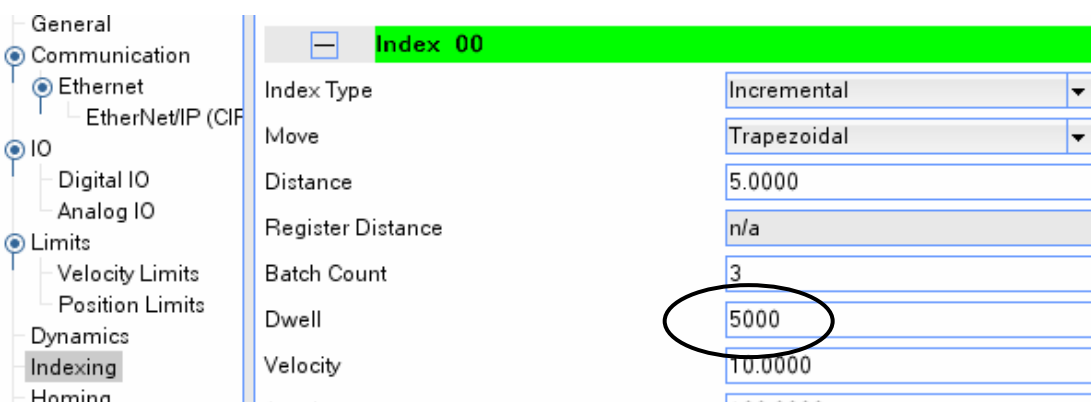 General
Communication
Ethernet
EtherNet/IP (CIF
IO
Digital IO
Analog IO
Limits
Velocity Limits
Position Limits
Dynamics
Indexing
Homing
Index 00
Index Type Incremental
Move Trapezoidal
Distance 5.0000
Register Distance n/a
Batch Count 3
Dwell 5000
Velocity 10.0000